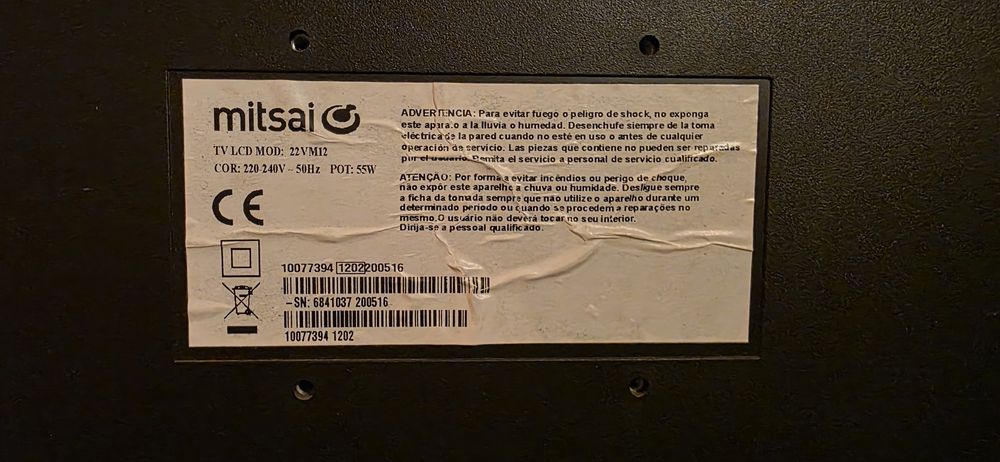 mitsai
TV LCD MOD: 22VM12
COR: 220-240V ~ 50Hz POT: 55W
CE
ADVERTENCIA: Para evitar fuego o peligro de shock, no exponga
este aparato a la lluvia o humedad. Desenchufe siempre de la toma
eléctrica de la pared cuando no esté en uso o antes de cualquier
operación de servicio. Las piezas que contiene no pueden ser reparadas
por el usuario. Remita el servicio a personal de servicio cualificado.
ATENÇÃO: Por forma a evitar incêndios ou perigo de choque,
não expôr este aparelho a chuva ou humidade. Desligue sempre
a ficha da tomada sempre que não utilize o aparelho durante um
determinado periodo ou quando se procedem a reparações no
mesmo.O usuário não deverá tocar no seu interior.
Dirija-se a pessoal qualificado.
10077394 1202200516
-SN: 6841037 200516
10077394 1202